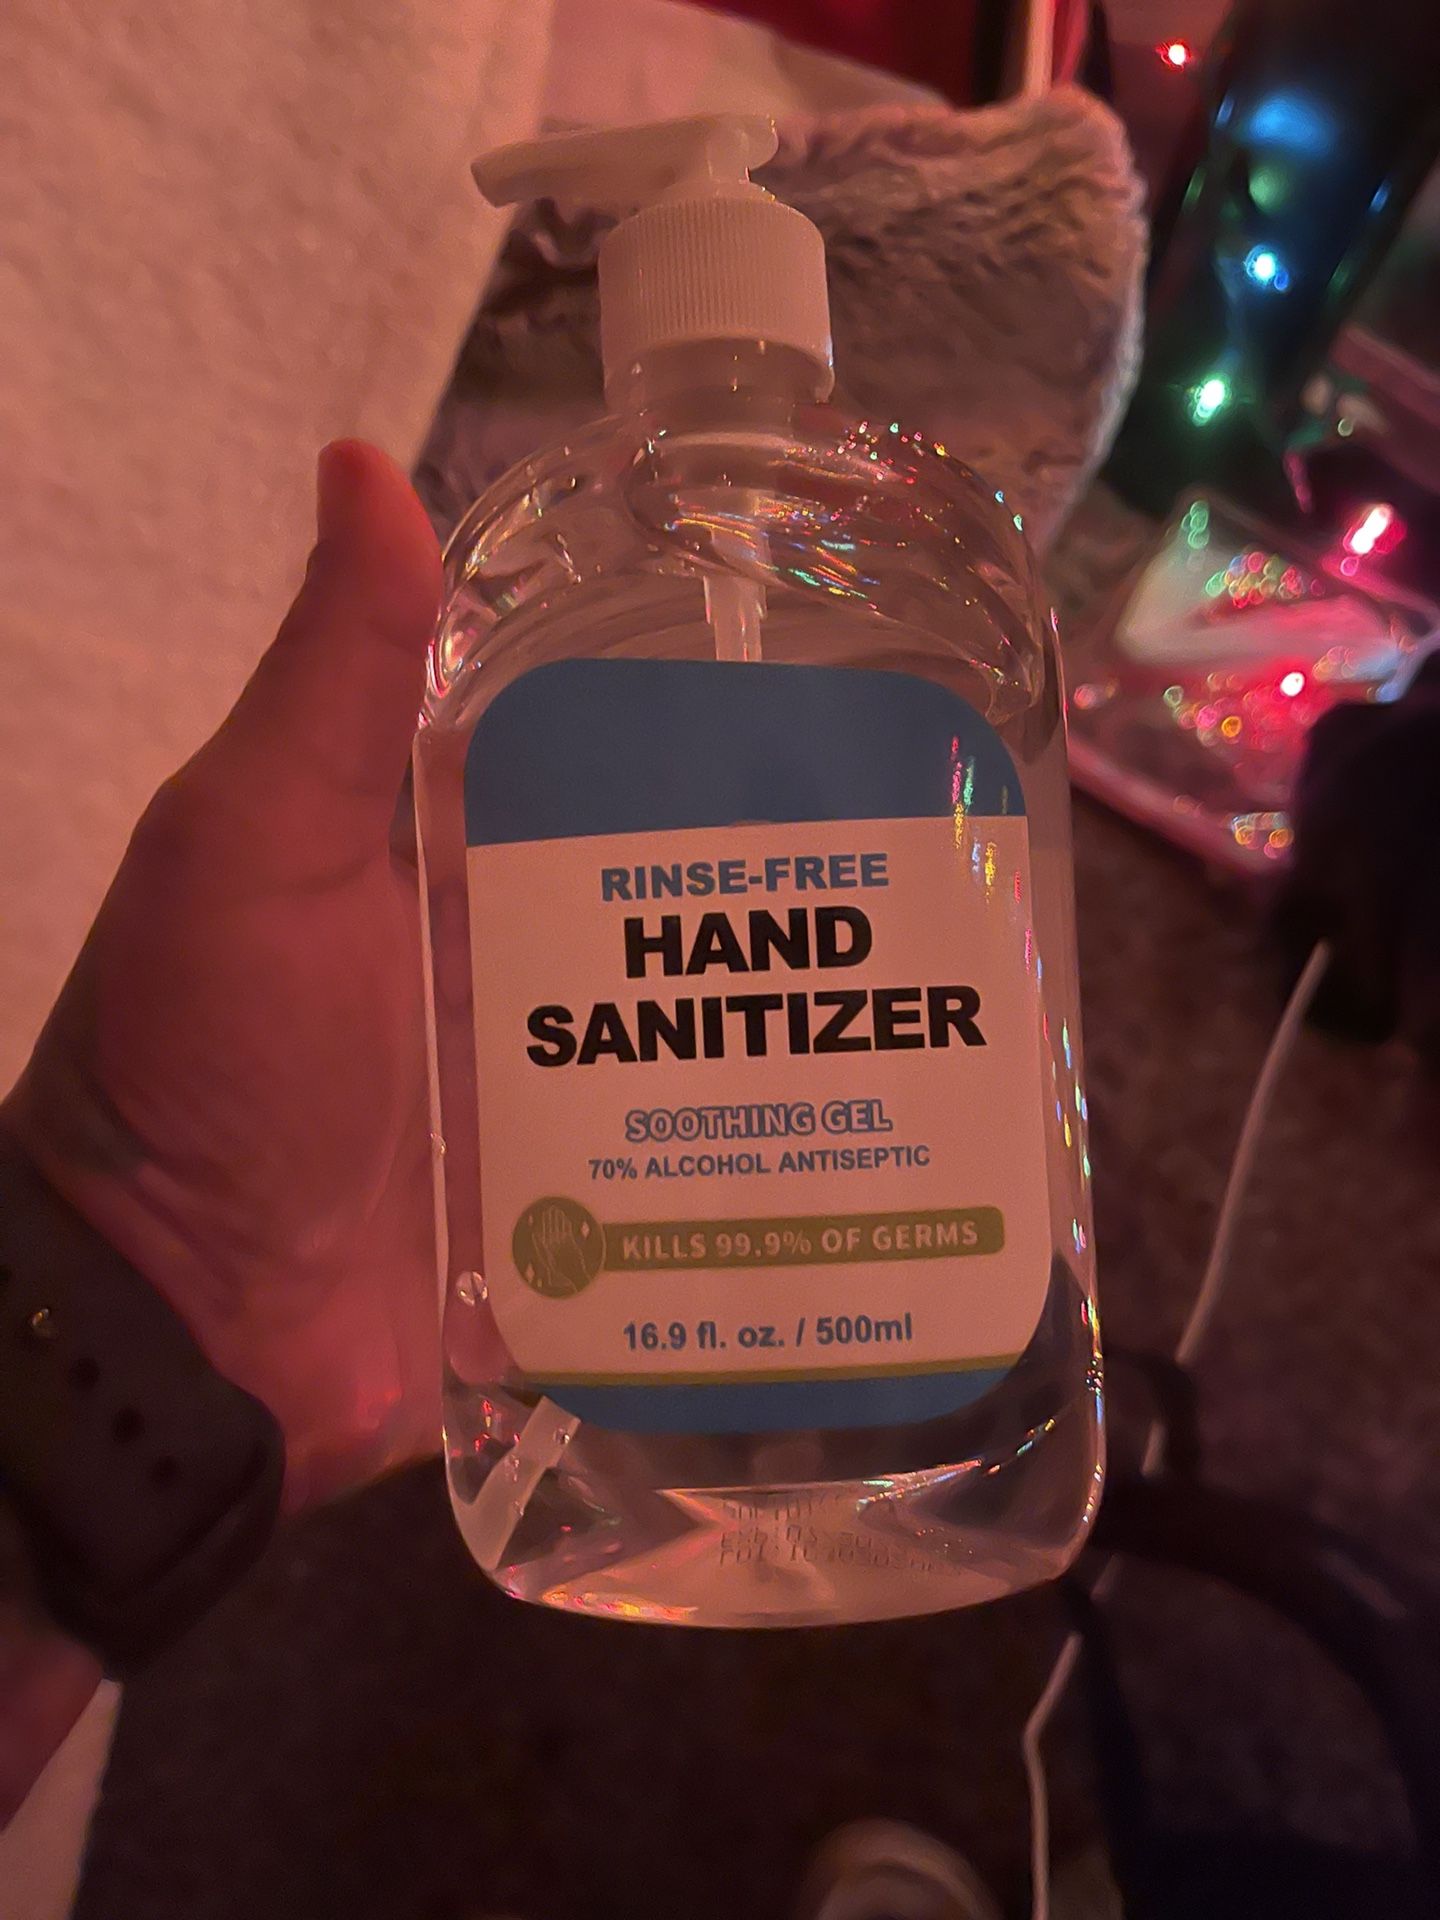 RINSE-FREE
HAND
SANITIZER
SOOTHING GEL
70% ALCOHOL ANTISEPTIC
KILLS 99.9% OF GERMS
16.9 fl. oz. / 500ml